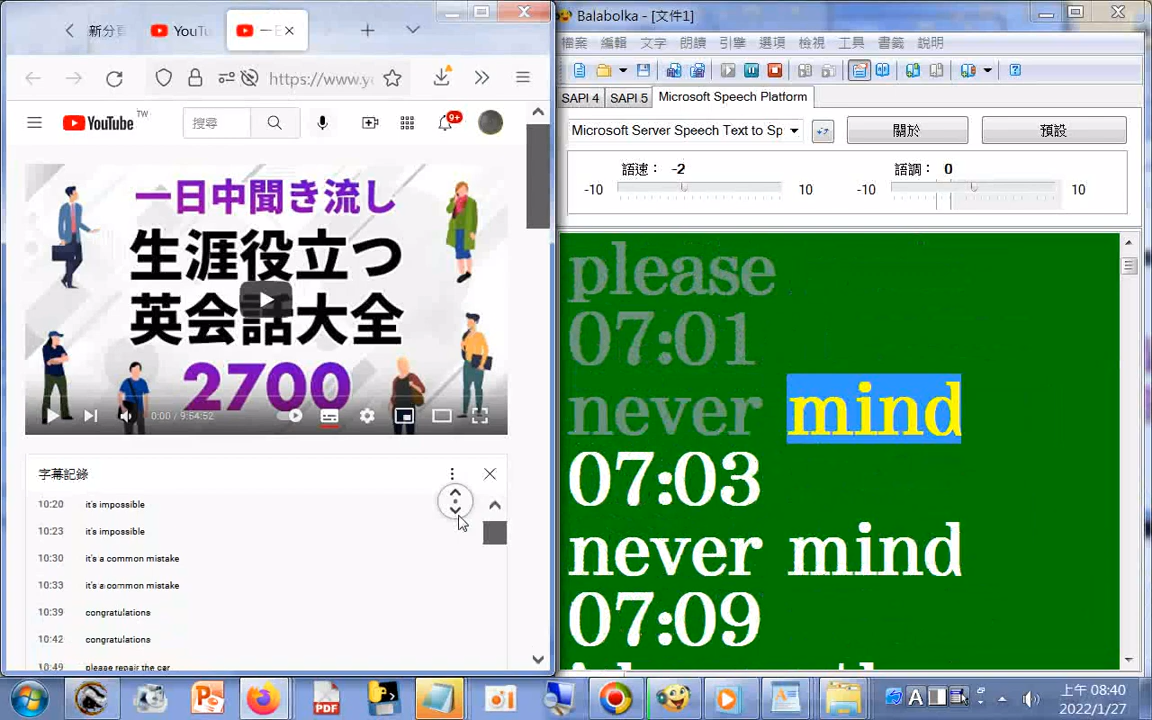 新分
YouTu
一 E
https://www.y
TW
YouTube
搜尋
9+
一日中聞き流し
生涯役立つ
英会話大全
2700
0:00 / 9:54:52
字幕記錄
10:20 it's impossible
10:23 it's impossible
10:30 it's a common mistake
10:33 it's a common mistake
10:39 congratulations
10:42 congratulations
10:49 please repair the car
Balabolka - [文件1]
檔案 編輯 文字 朗讀 引擎 選項 檢視 工具 書籤 說明
SAPI 4 SAPI 5 Microsoft Speech Platform
Microsoft Server Speech Text to Sp
關於 預設
語速： -2 語調： 0
-10 10 -10 10
please
07:01
never mind
07:03
never mind
07:09
PDF
A
上午 08:40
2022/1/27